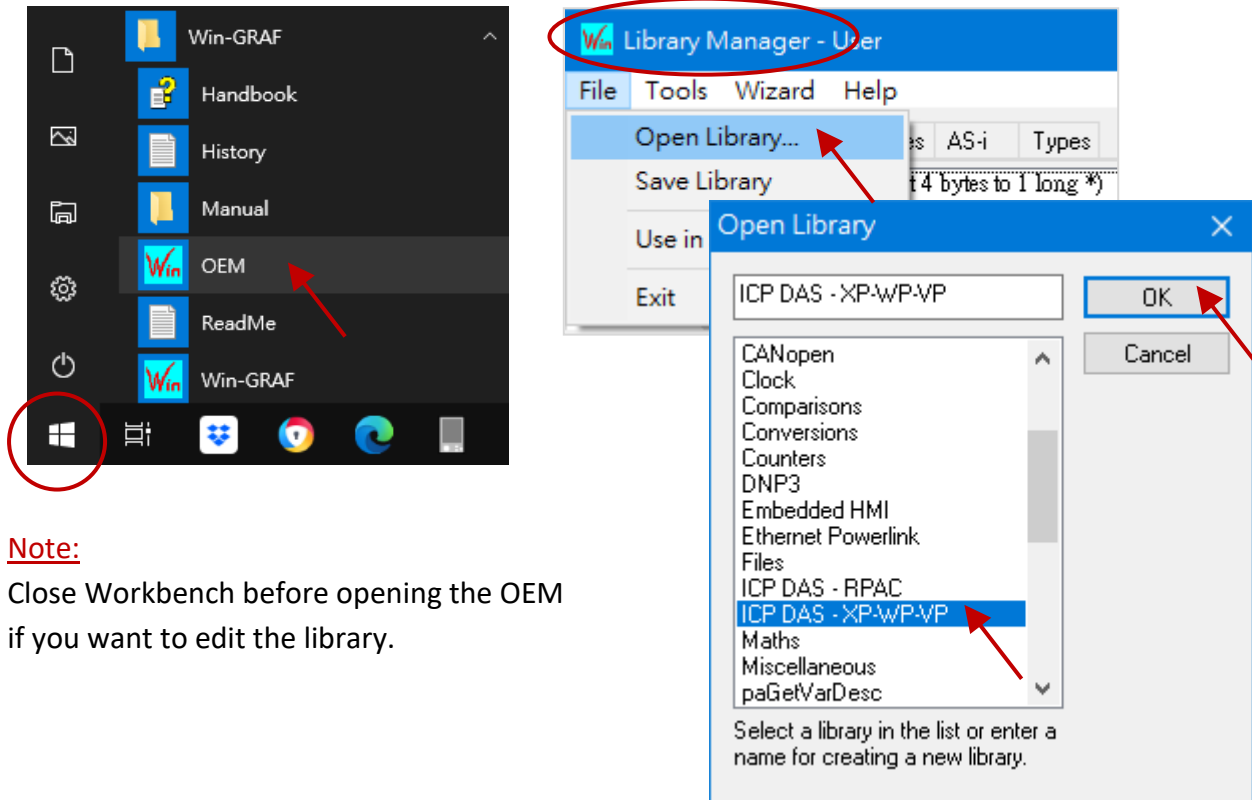 Win-GRAF
Handbook
History
Manual
Win OEM
ReadMe
Win Win-GRAF
Note:
Close Workbench before opening the OEM
if you want to edit the library.
Win Library Manager - User
File Tools Wizard Help
Open Library...
Save Library
Use in
Exit
es AS-i Types
t 4 bytes to 1 long *)
Open Library
ICP DAS - XP-WP-VP
OK
Cancel
CANopen
Clock
Comparisons
Conversions
Counters
DNP3
Embedded HMI
Ethernet Powerlink
Files
ICP DAS - RPAC
ICP DAS - XP-WP-VP
Maths
Miscellaneous
paGetVarDesc
Select a library in the list or enter a
name for creating a new library.